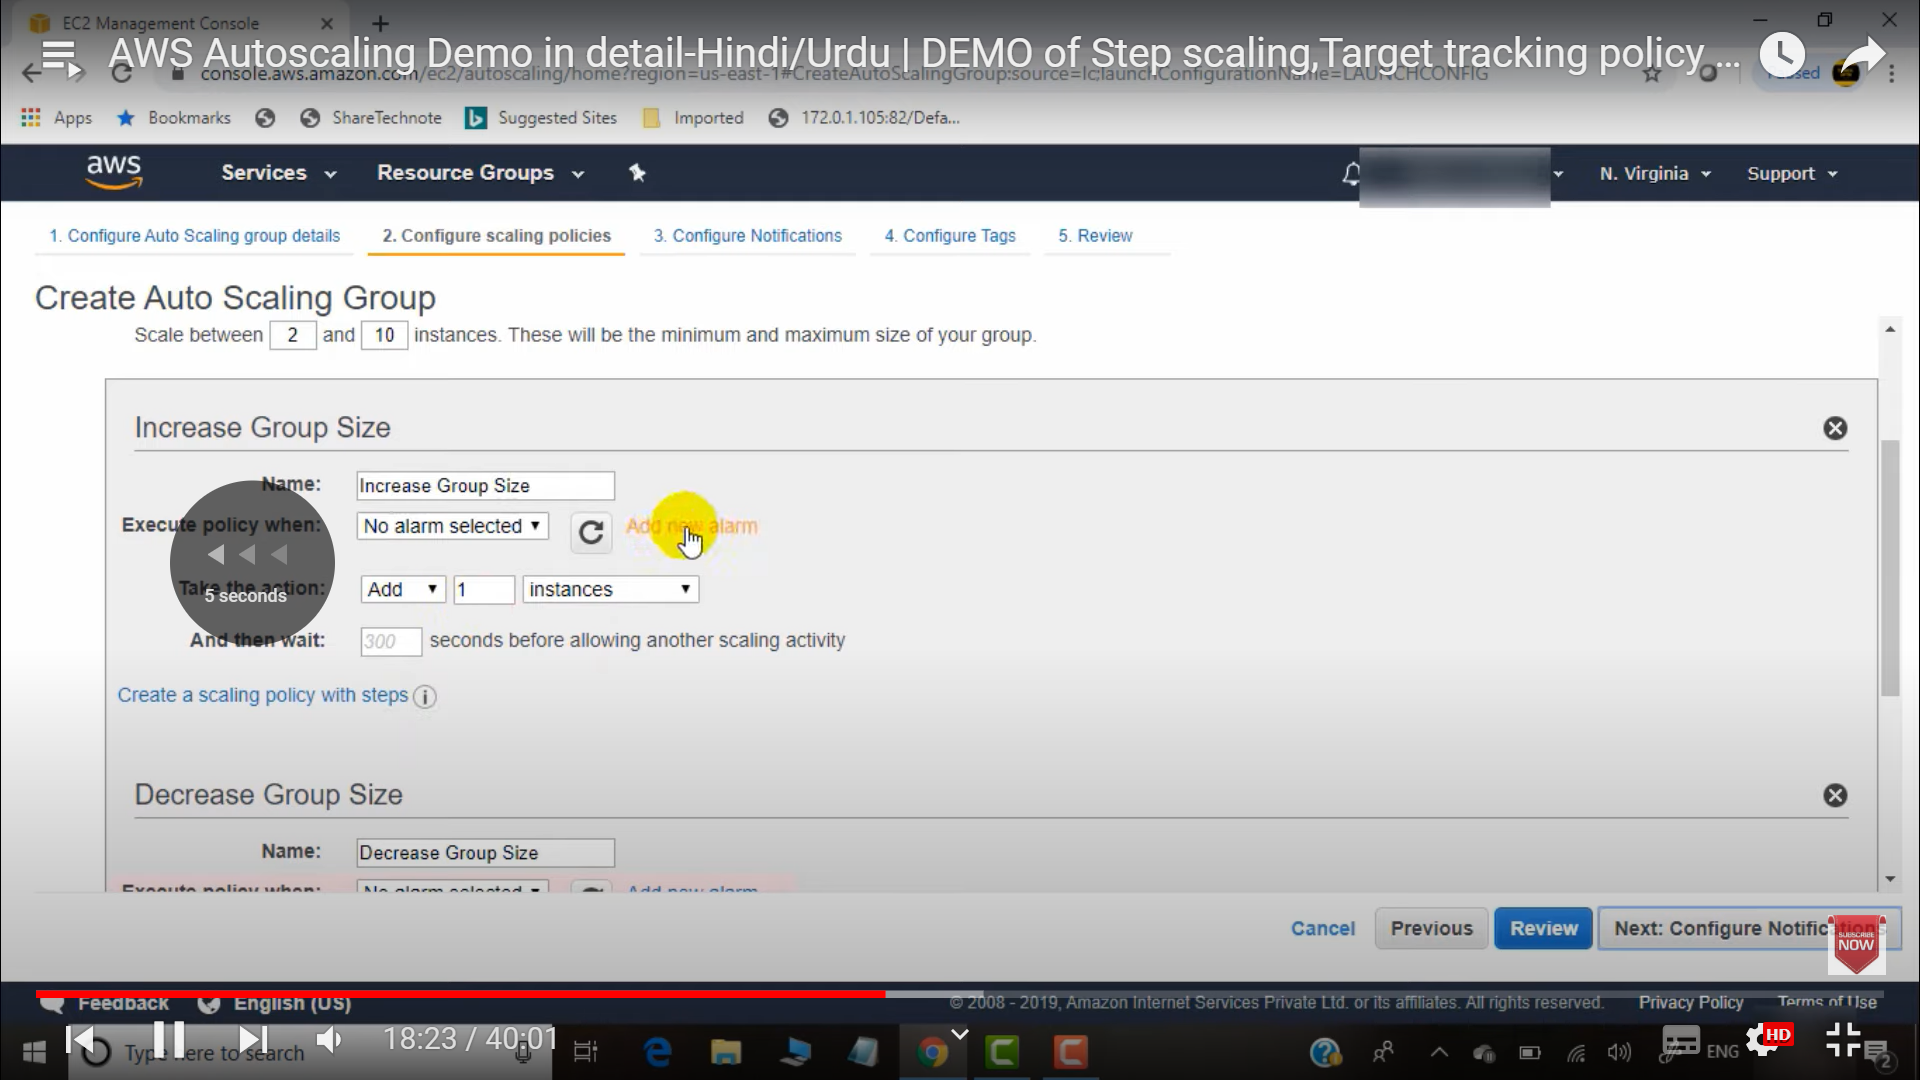 EC2 Management Console
AWS Autoscaling Demo in detail-Hindi/Urdu | DEMO of Step scaling,Target tracking policy ...
console.aws.amazon.com/ec2/autoscaling/home?region=us-east-1#CreateAutoScalingGroup:source=lc;launchConfigurationName=LAUNCHCONFIG
Apps Bookmarks ShareTechnote Suggested Sites Imported 172.0.1.105:82/Defa...
aws Services Resource Groups N. Virginia Support
1. Configure Auto Scaling group details 2. Configure scaling policies 3. Configure Notifications 4. Configure Tags 5. Review
Create Auto Scaling Group
Scale between 2 and 10 instances. These will be the minimum and maximum size of your group.
Increase Group Size
Name: Increase Group Size
Execute policy when: No alarm selected Add new alarm
Take the action: Add 1 instances
5 seconds
And then wait: 300 seconds before allowing another scaling activity
Create a scaling policy with steps i
Decrease Group Size
Name: Decrease Group Size
Execute policy when: No alarm selected Add new alarm
Cancel Previous Review Next: Configure Notifications
SUBSCRIBE
NOW
Feedback English (US) © 2008 - 2019, Amazon Internet Services Private Ltd. or its affiliates. All rights reserved. Privacy Policy Terms of Use
18:23 / 40:01
Type here to search
ENG
HD
2